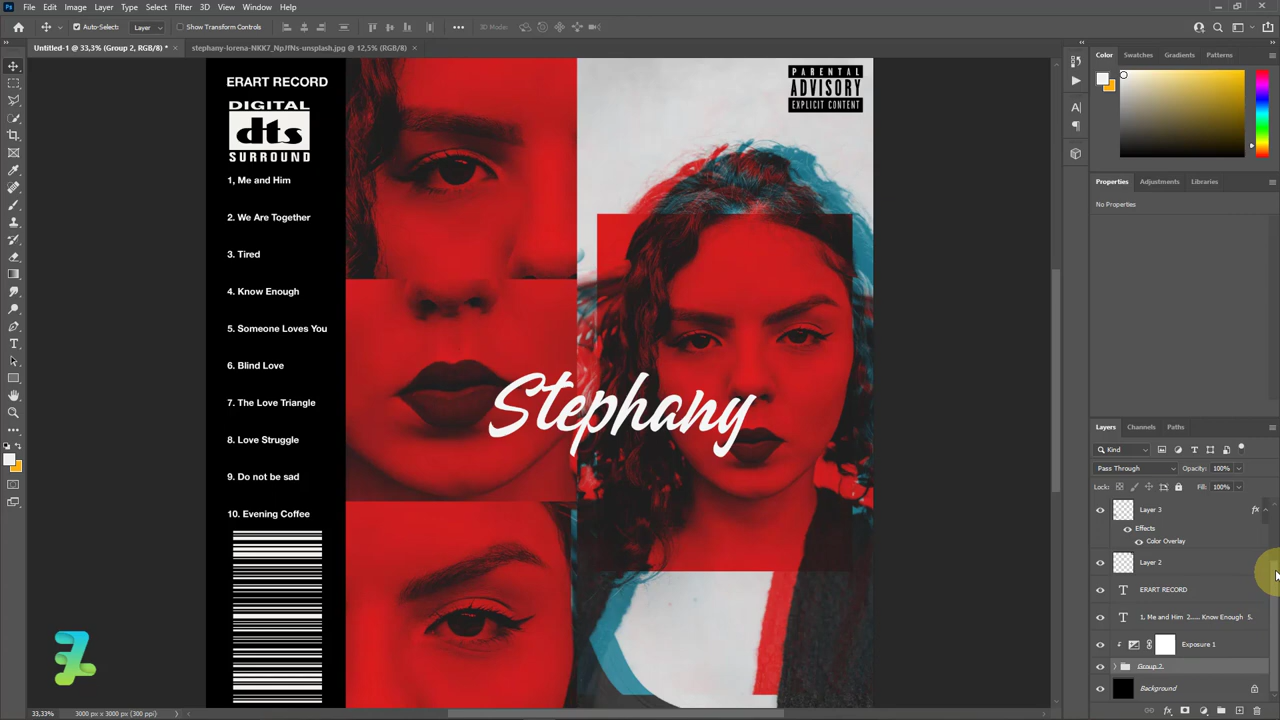 File Edit Image Layer Type Select Filter 3D View Window Help
Auto-Select: Layer Show Transform Controls 3D Mode:
Untitled-1 @ 33,3% (Group 2, RGB/8) * × stephany-lorena-NKK7_NpJfNs-unsplash.jpg @ 12,5% (RGB/8) ×
ERART RECORD
DIGITAL
dts
SURROUND
1, Me and Him
2. We Are Together
3. Tired
4. Know Enough
5. Someone Loves You
6. Blind Love
7. The Love Triangle
8. Love Struggle
9. Do not be sad
10. Evening Coffee
PARENTAL
ADVISORY
EXPLICIT CONTENT
Stephany
Color Swatches Gradients Patterns
Properties Adjustments Libraries
No Properties
Layers Channels Paths
Kind
Pass Through Opacity: 100%
Lock: Fill: 100%
Layer 3 fx
Effects
Color Overlay
Layer 2
T ERART RECORD
T 1. Me and Him 2..... Know Enough 5.
Exposure 1
Group 2
Background
33,33% 3000 px x 3000 px (300 ppi)